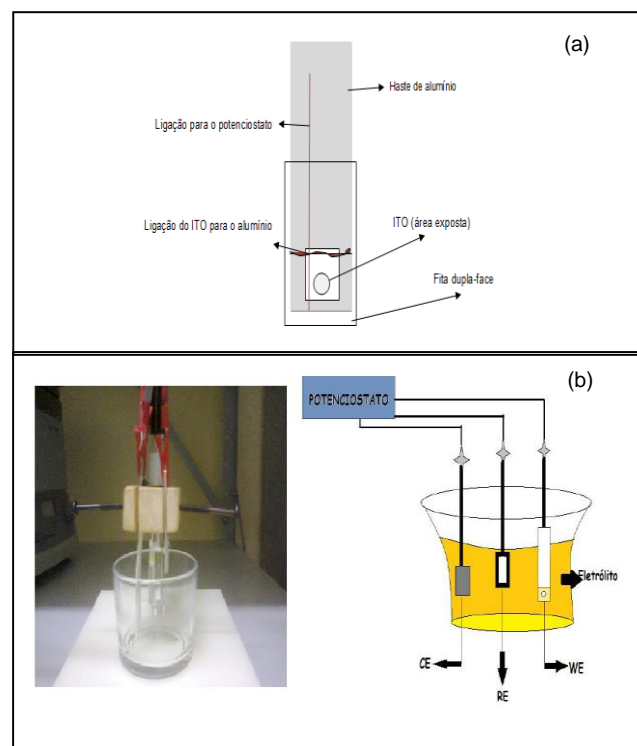 (a)
Haste de alumínio
Ligação para o potenciostato
Ligação do ITO para o alumínio
ITO (área exposta)
Fita dupla-face
(b)
POTENCIOSTATO
Eletrólito
CE
RE
WE